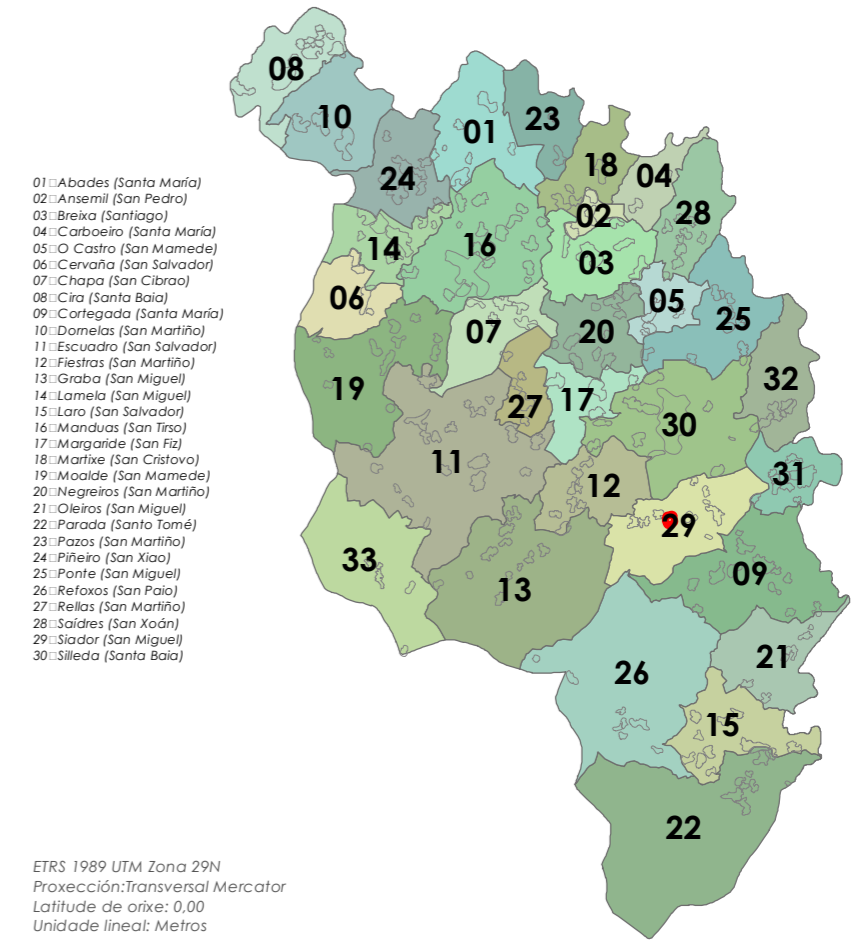 08
10
01
23
24
18
04
02
28
14
16
03
06
05
07
20
25
19
32
27
17
30
11
12
31
29
33
13
09
26
21
15
22
01□Abades (Santa María)
02□Ansemil (San Pedro)
03□Breixa (Santiago)
04□Carboeiro (Santa María)
05□O Castro (San Mamede)
06□Cervaña (San Salvador)
07□Chapa (San Cibrao)
08□Cira (Santa Baia)
09□Cortegada (Santa María)
10□Dornelas (San Martiño)
11□Escuadro (San Salvador)
12□Fiestras (San Martiño)
13□Graba (San Miguel)
14□Lamela (San Miguel)
15□Laro (San Salvador)
16□Manduas (San Tirso)
17□Margaride (San Fiz)
18□Martixe (San Cristovo)
19□Moalde (San Mamede)
20□Negreiros (San Martiño)
21□Oleiros (San Miguel)
22□Parada (Santo Tomé)
23□Pazos (San Martiño)
24□Piñeiro (San Xiao)
25□Ponte (San Miguel)
26□Refoxos (San Paio)
27□Rellas (San Martiño)
28□Saídres (San Xoán)
29□Siador (San Miguel)
30□Silleda (Santa Baia)
ETRS 1989 UTM Zona 29N
Proxección:Transversal Mercator
Latitude de orixe: 0,00
Unidade lineal: Metros